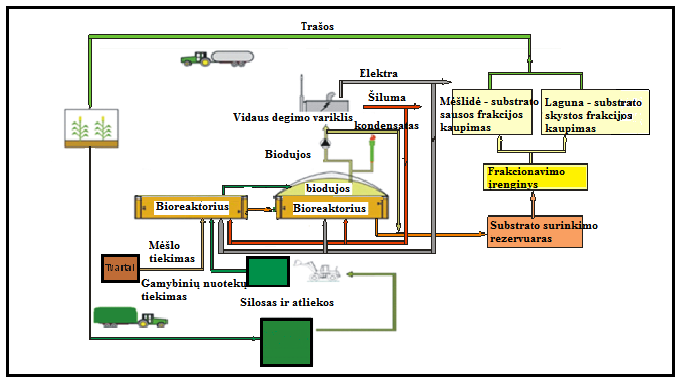 Trašos
Elektra
Šiluma
Vidaus degimo variklis
kondensatas
Mėšlidė - substrato
sausos frakcijos
kaupimas
Laguna - substrato
skystos frakcijos
kaupimas
Biodujos
Frakcionavimo
įrenginys
biodujos
Bioreaktorius
Bioreaktorius
Substrato surinkimo
rezervuaras
Mėšlo
tiekimas
Tvartai
Gamybinių nuotekų
tiekimas
Silosas ir atliekos